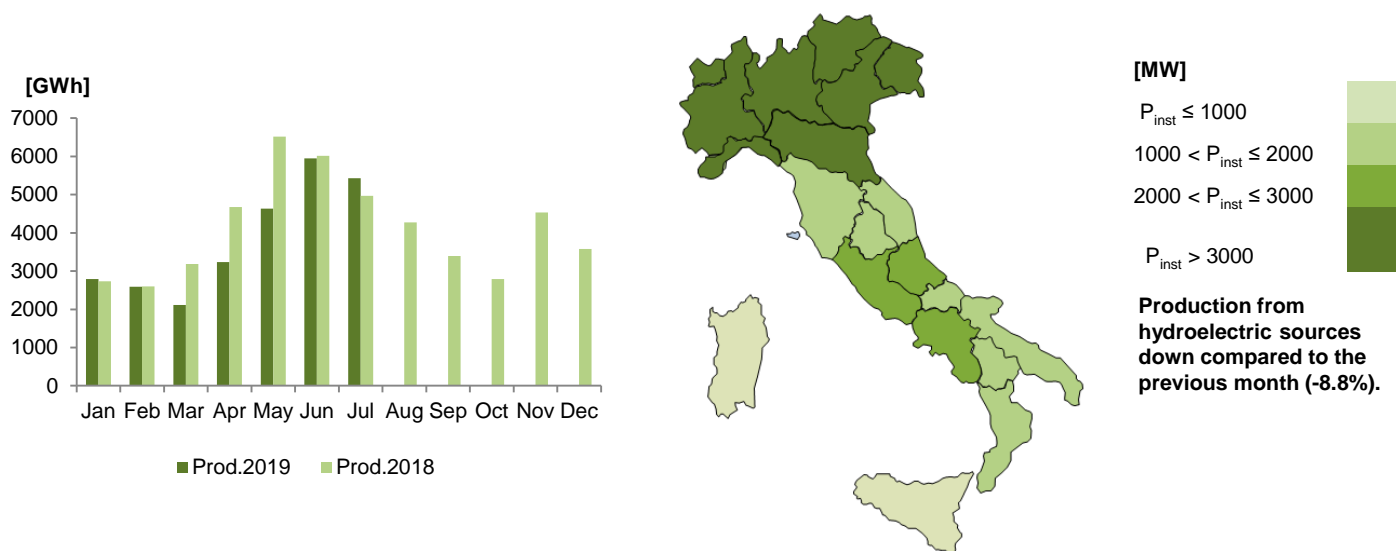 [GWh]
7000
6000
5000
4000
3000
2000
1000
0
Jan Feb Mar Apr May Jun Jul Aug Sep Oct Nov Dec
Prod.2019 Prod.2018
[MW]
Pinst ≤ 1000
1000 < Pinst ≤ 2000
2000 < Pinst ≤ 3000
Pinst > 3000
Production from
hydroelectric sources
down compared to the
previous month (-8.8%).